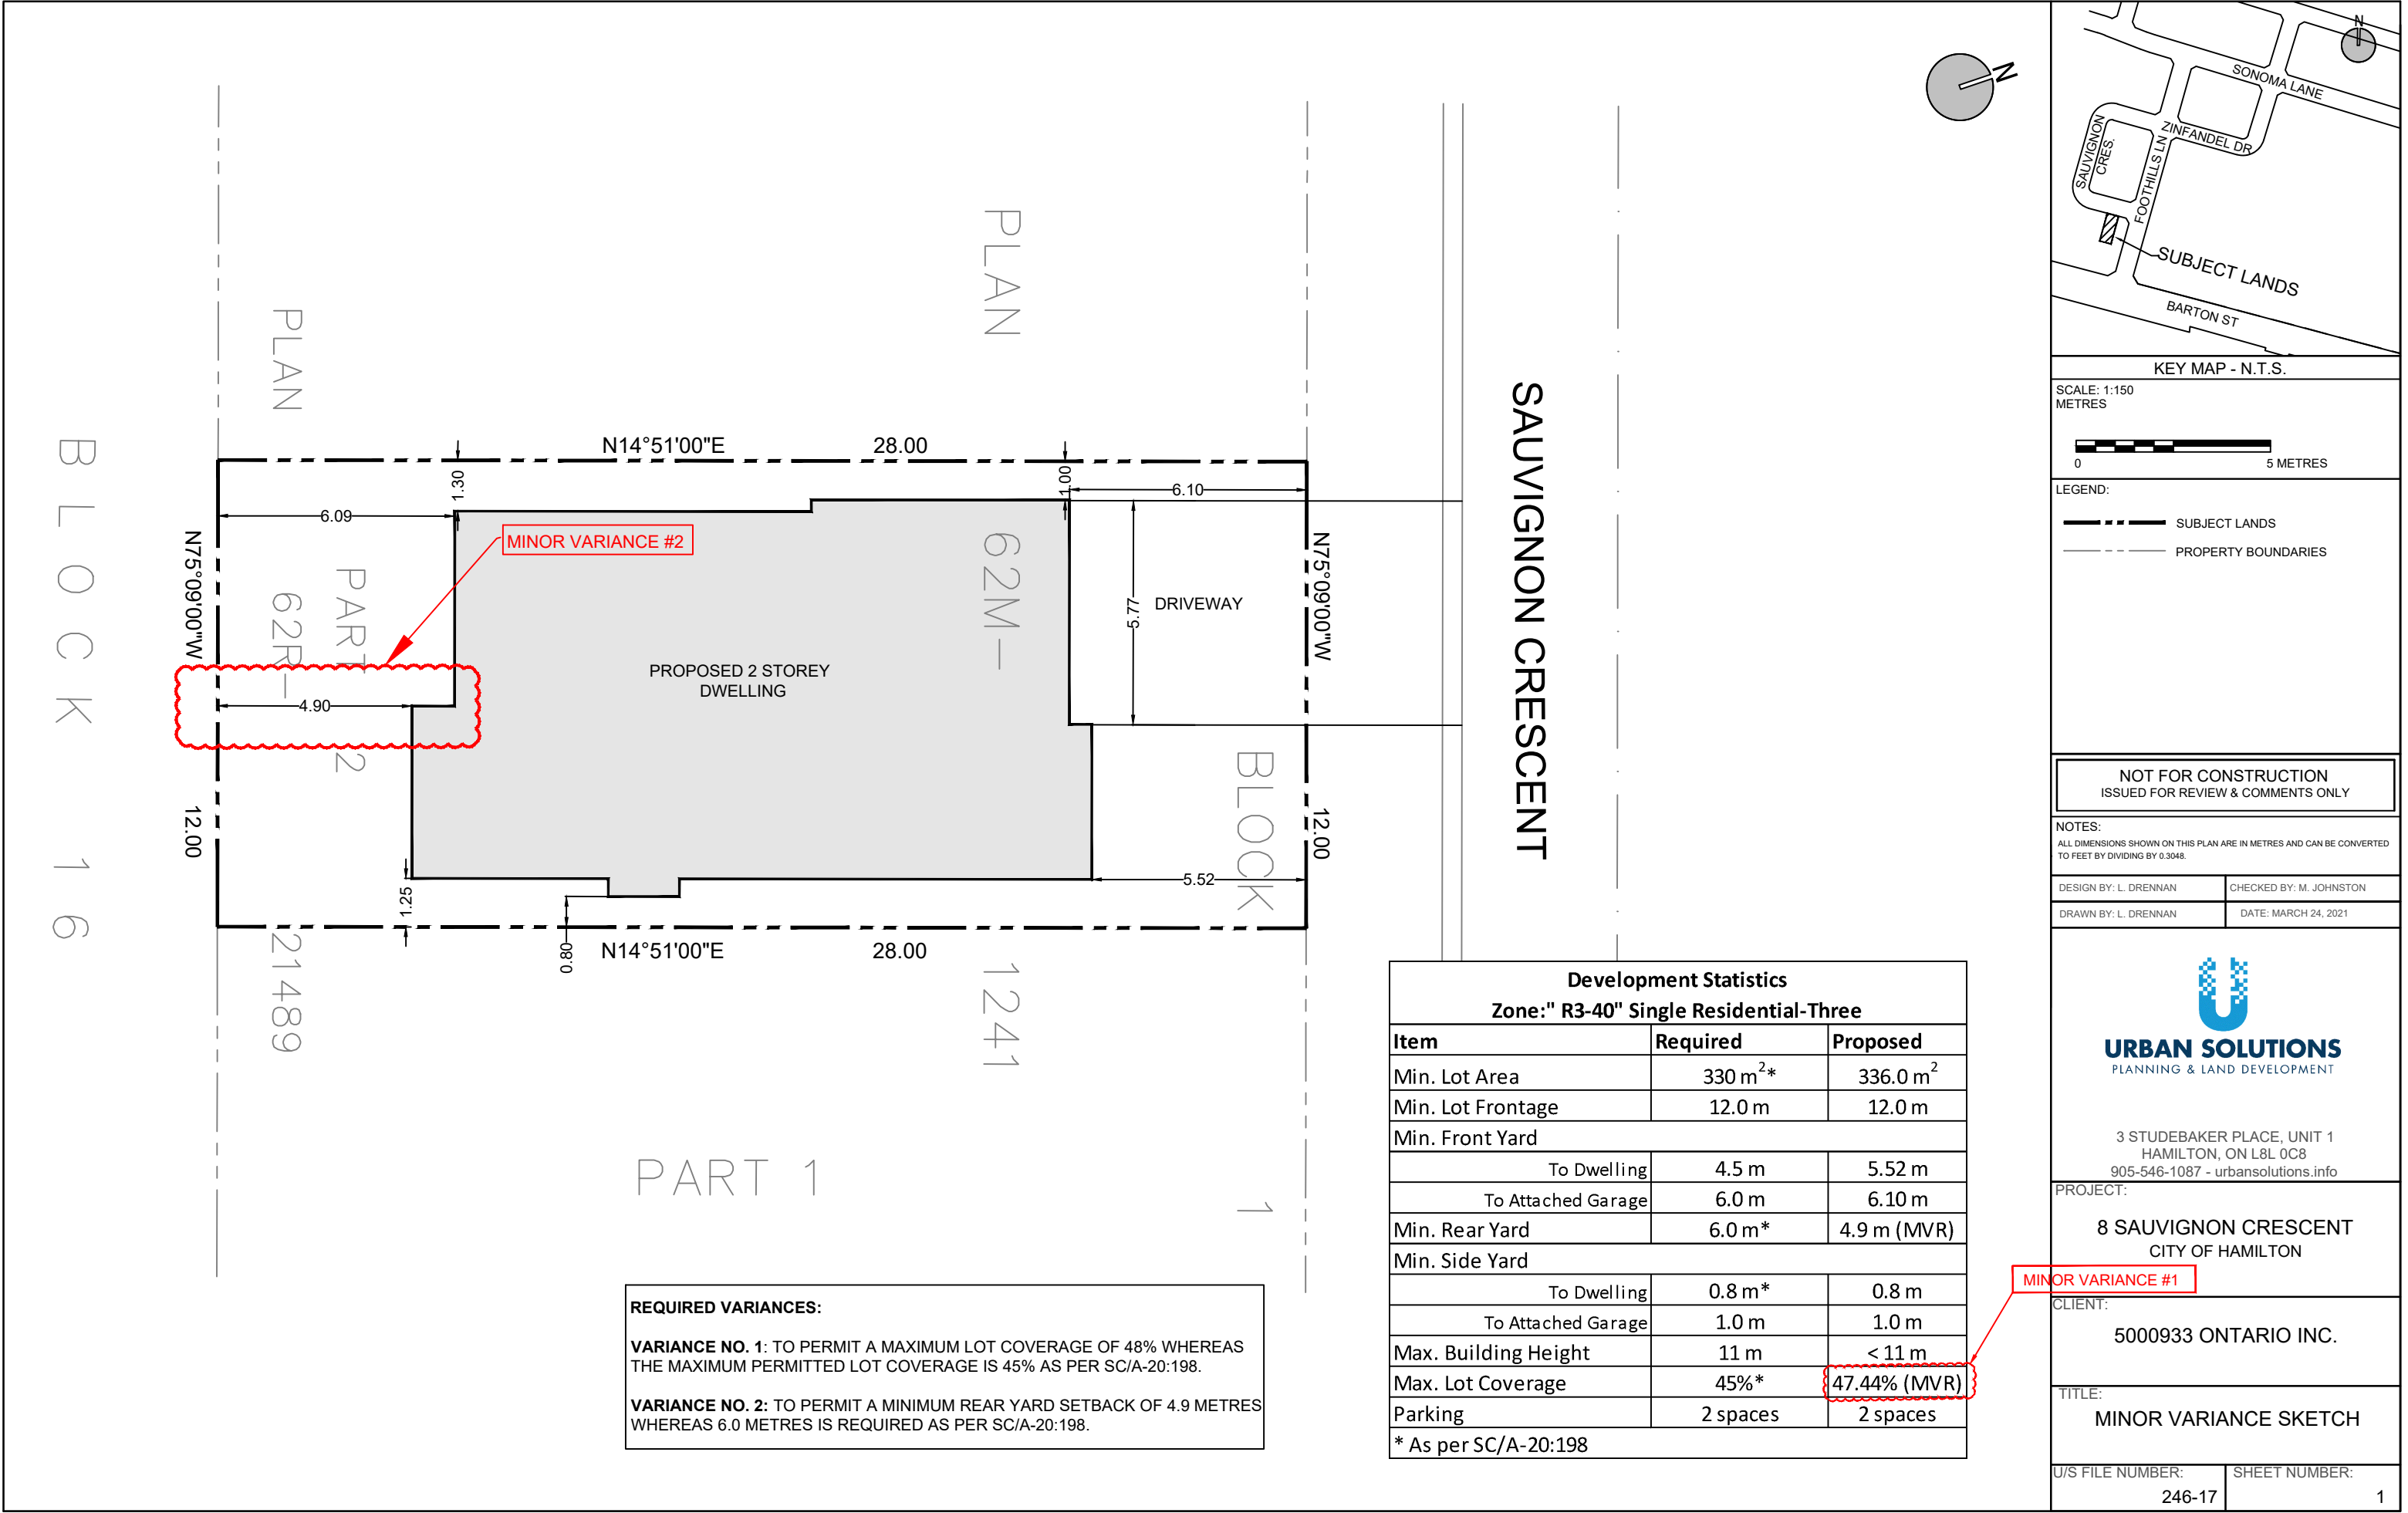 N
PLAN
PLAN
BLOCK 16
N14°51'00"E 28.00
1.30
1.00
6.10
6.09
MINOR VARIANCE #2
N75°09'00"W
12.00
PART 2
62R-
21489
4.90
5.77
DRIVEWAY
62M-
1241
PROPOSED 2 STOREY
DWELLING
N75°09'00"W
12.00
BLOCK
1
1.25
0.80
5.52
N14°51'00"E 28.00
SAUVIGNON CRESCENT
PART 1
REQUIRED VARIANCES:
VARIANCE NO. 1: TO PERMIT A MAXIMUM LOT COVERAGE OF 48% WHEREAS
THE MAXIMUM PERMITTED LOT COVERAGE IS 45% AS PER SC/A-20:198.
VARIANCE NO. 2: TO PERMIT A MINIMUM REAR YARD SETBACK OF 4.9 METRES
WHEREAS 6.0 METRES IS REQUIRED AS PER SC/A-20:198.
Development Statistics
Zone:" R3-40" Single Residential-Three
Item Required Proposed
Min. Lot Area 330 m2* 336.0 m2
Min. Lot Frontage 12.0 m 12.0 m
Min. Front Yard
To Dwelling 4.5 m 5.52 m
To Attached Garage 6.0 m 6.10 m
Min. Rear Yard 6.0 m* 4.9 m (MVR)
Min. Side Yard
To Dwelling 0.8 m* 0.8 m
To Attached Garage 1.0 m 1.0 m
Max. Building Height 11 m < 11 m
Max. Lot Coverage 45%* 47.44% (MVR)
Parking 2 spaces 2 spaces
* As per SC/A-20:198
MINOR VARIANCE #1
N
SONOMA LANE
ZINFANDEL DR
SAUVIGNON
CRES.
FOOTHILLS LN
SUBJECT LANDS
BARTON ST
KEY MAP - N.T.S.
SCALE: 1:150
METRES
0 5 METRES
LEGEND:
SUBJECT LANDS
PROPERTY BOUNDARIES
NOT FOR CONSTRUCTION
ISSUED FOR REVIEW & COMMENTS ONLY
NOTES:
ALL DIMENSIONS SHOWN ON THIS PLAN ARE IN METRES AND CAN BE CONVERTED
TO FEET BY DIVIDING BY 0.3048.
DESIGN BY: L. DRENNAN CHECKED BY: M. JOHNSTON
DRAWN BY: L. DRENNAN DATE: MARCH 24, 2021
URBAN SOLUTIONS
PLANNING & LAND DEVELOPMENT
3 STUDEBAKER PLACE, UNIT 1
HAMILTON, ON L8L 0C8
905-546-1087 - urbansolutions.info
PROJECT:
8 SAUVIGNON CRESCENT
CITY OF HAMILTON
CLIENT:
5000933 ONTARIO INC.
TITLE:
MINOR VARIANCE SKETCH
U/S FILE NUMBER: SHEET NUMBER:
246-17 1